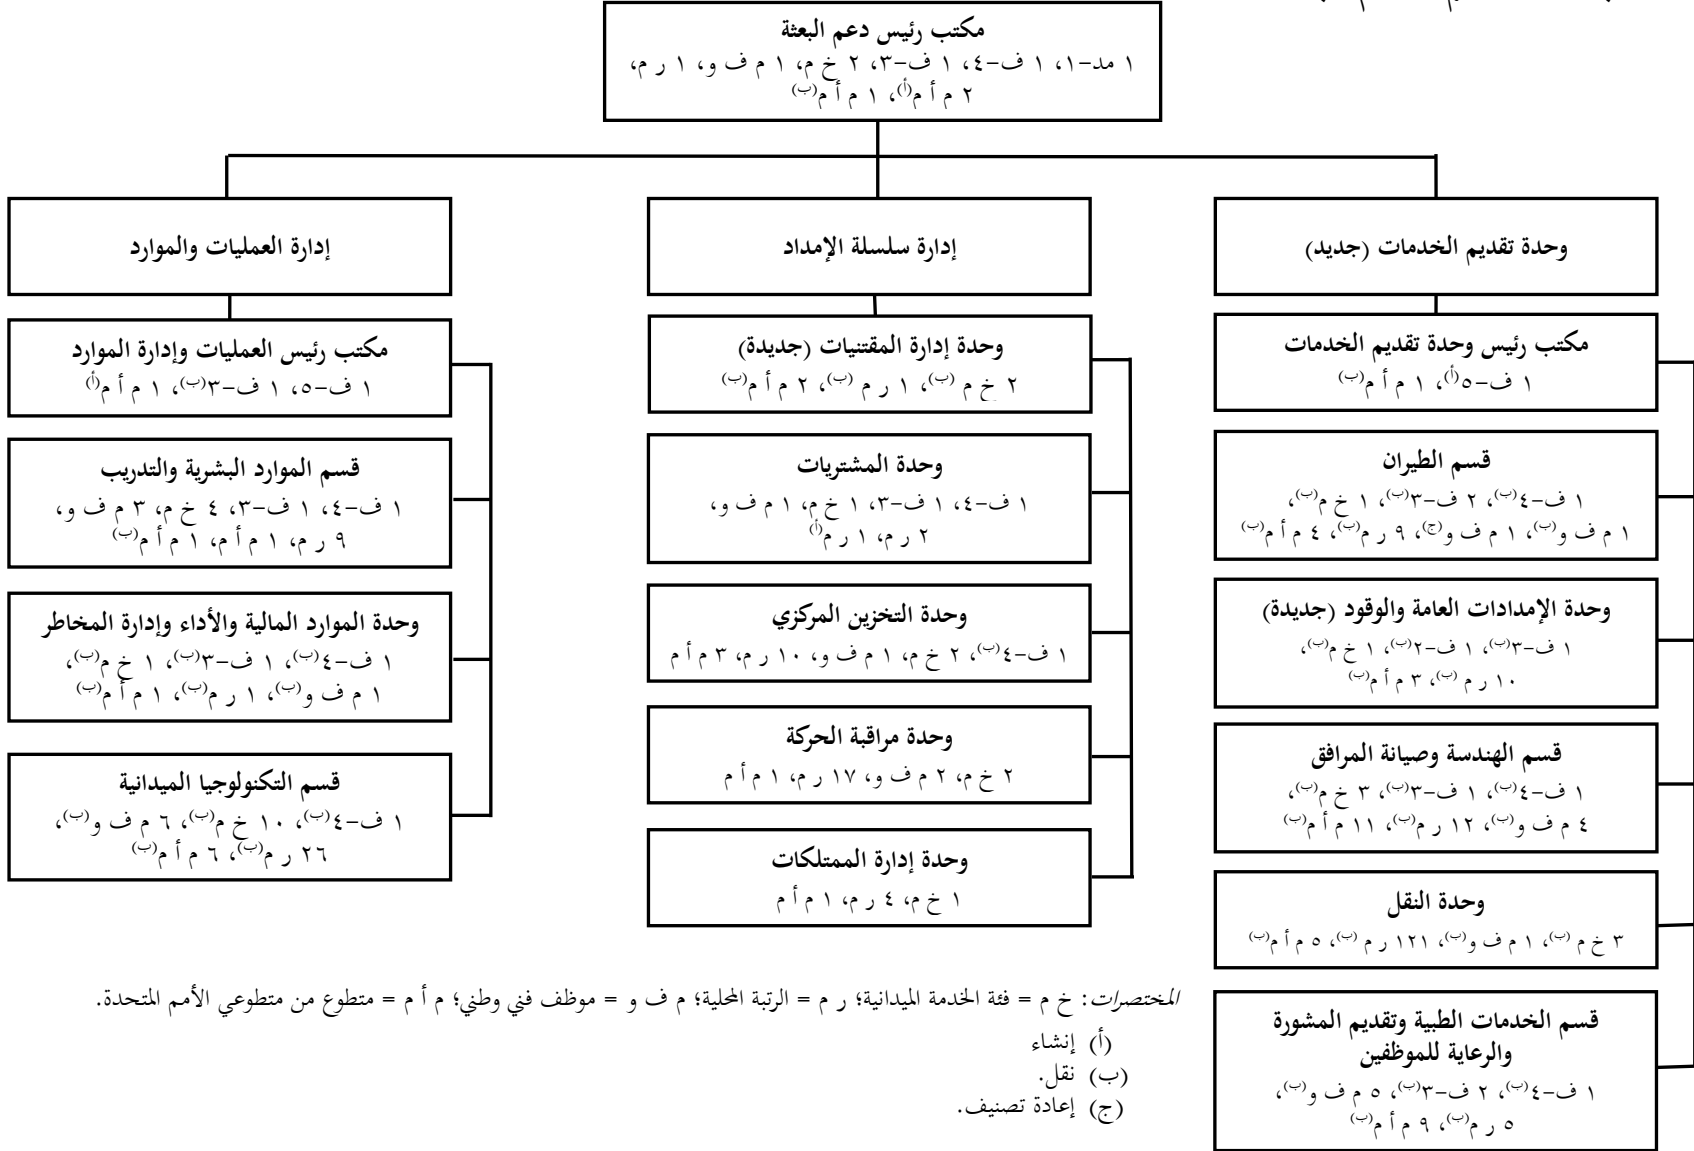 مكتب رئيس دعم البعثة
١ مد-١، ١ ف-٤، ١ ف-٣، ٢ خ م، ١ م ف و، ١ ر م،
٢ م أ م(أ)، ١ م أ م(ب)
وحدة تقديم الخدمات (جديد)
إدارة سلسلة الإمداد
إدارة العمليات والموارد
مكتب رئيس وحدة تقديم الخدمات
١ ف-٥(أ)، ١ م أ م(ب)
قسم الطيران
١ ف-٤(ب)، ٢ ف-٣(ب)، ١ خ م(ب)،
١ م ف و(ب)، ١ م ف و(ج)، ٩ ر م(ب)، ٤ م أ م(ب)
وحدة الإمدادات العامة والوقود (جديدة)
١ ف-٣(ب)، ١ ف-٢(ب)، ١ خ م(ب)،
١٠ ر م (ب)، ٣ م أ م(ب)
قسم الهندسة وصيانة المرافق
١ ف-٤(ب)، ١ ف-٣(ب)، ٣ خ م(ب)،
٤ م ف و(ب)، ١٢ ر م(ب)، ١١ م أ م(ب)
وحدة النقل
٣ خ م (ب)، ١ م ف و(ب)، ١٢١ ر م (ب)، ٥ م أ م(ب)
قسم الخدمات الطبية وتقديم المشورة
والرعاية للموظفين
١ ف-٤(ب)، ٢ ف-٣(ب)، ٥ م ف و(ب)،
٥ ر م(ب)، ٩ م أ م(ب)
وحدة إدارة المقتنيات (جديدة)
٢ خ م (ب)، ١ ر م (ب)، ٢ م أ م(ب)
وحدة المشتريات
١ ف-٤، ١ ف-٣، ١ خ م، ١ م ف و،
٢ ر م، ١ ر م(أ)
وحدة التخزين المركزي
١ ف-٤(ب)، ٢ خ م، ١ م ف و، ١٠ ر م، ٣ م أ م
وحدة مراقبة الحركة
٢ خ م، ٢ م ف و، ١٧ ر م، ١ م أ م
وحدة إدارة الممتلكات
١ خ م، ٤ ر م، ١ م أ م
مكتب رئيس العمليات وإدارة الموارد
١ ف-٥، ١ ف-٣(ب)، ١ م أ م(أ)
قسم الموارد البشرية والتدريب
١ ف-٤، ١ ف-٣، ٤ خ م، ٣ م ف و،
٩ ر م، ١ م أ م، ١ م أ م(ب)
وحدة الموارد المالية والأداء وإدارة المخاطر
١ ف-٤(ب)، ١ ف-٣(ب)، ١ خ م(ب)،
١ م ف و(ب)، ١ ر م(ب)، ١ م أ م(ب)
قسم التكنولوجيا الميدانية
١ ف-٤(ب)، ١٠ خ م(ب)، ٦ م ف و(ب)،
٢٦ ر م(ب)، ٦ م أ م(ب)
المختصرات: خ م = فئة الخدمة الميدانية؛ ر م = الرتبة المحلية؛ م ف و = موظف فني وطني؛ م أ م = متطوع من متطوعي الأمم المتحدة.
(أ) إنشاء
(ب) نقل.
(ج) إعادة تصنيف.